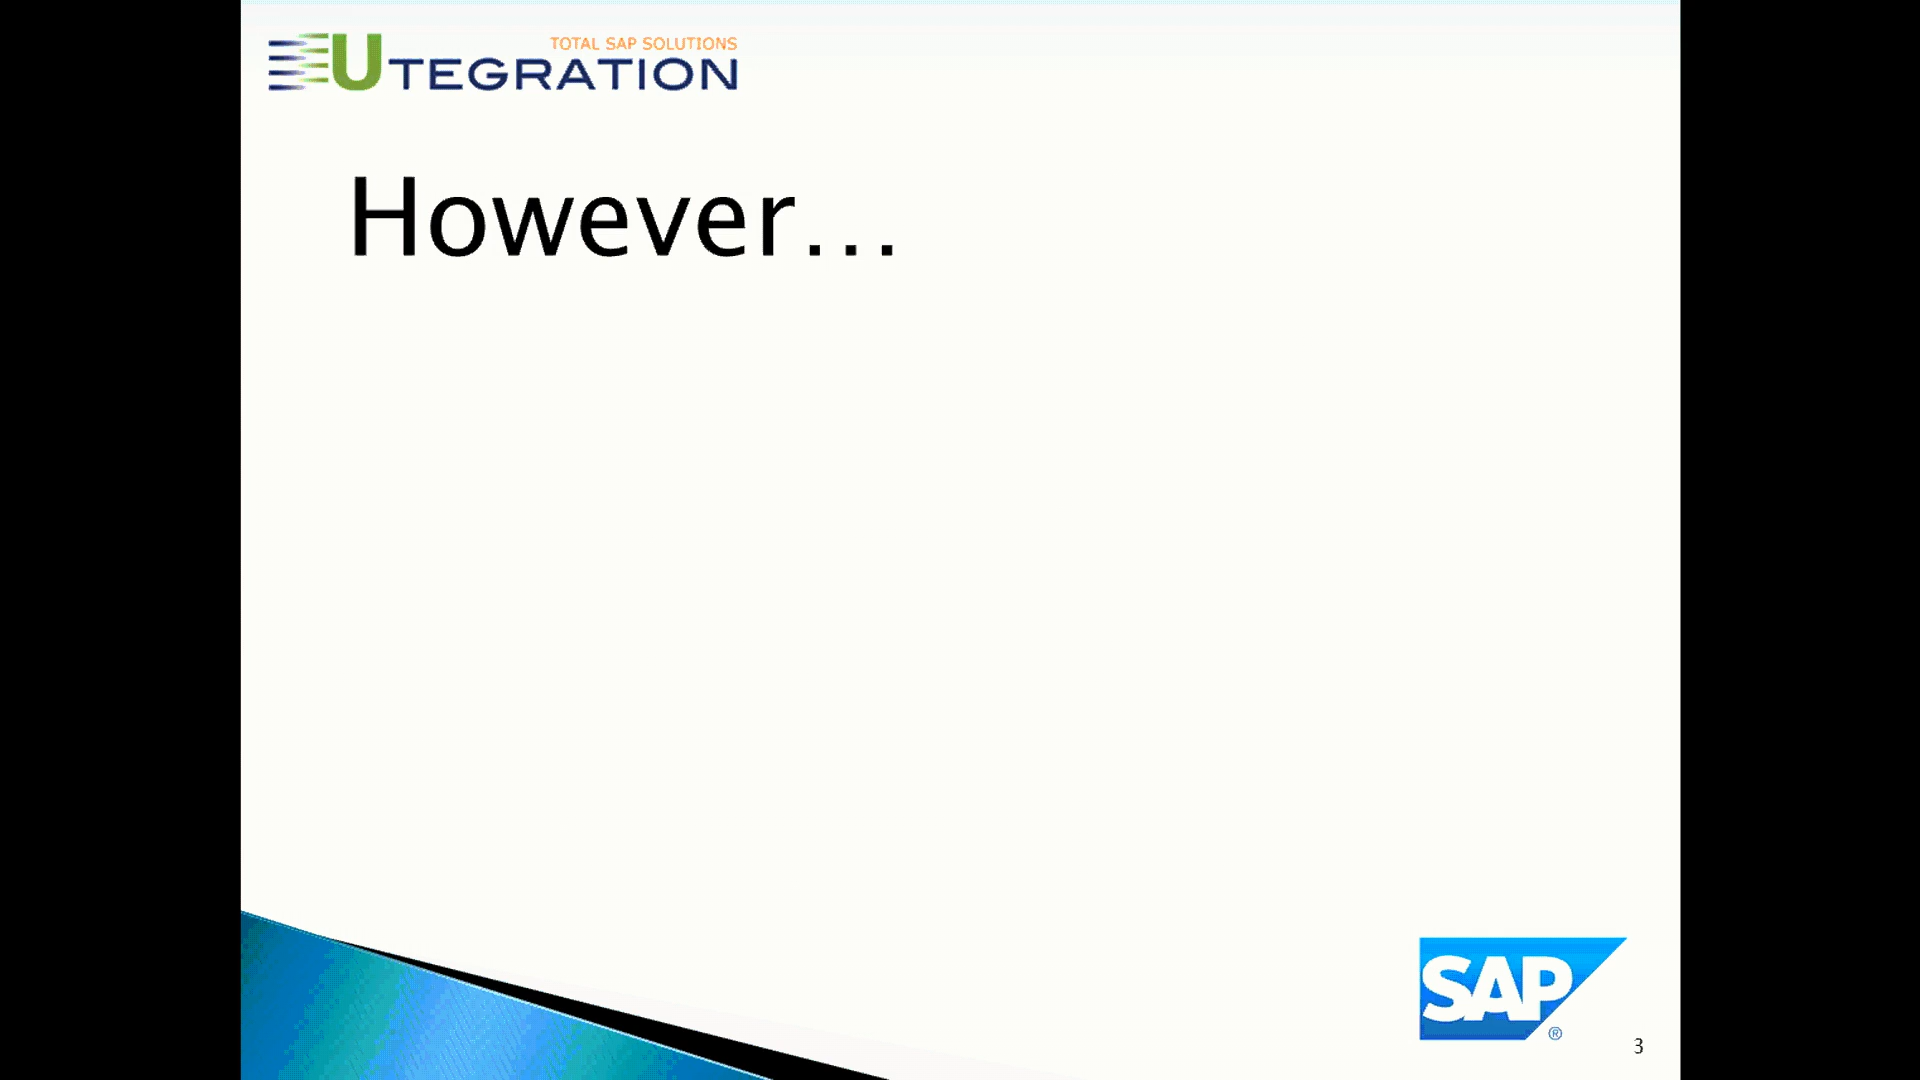 TOTAL SAP SOLUTIONS
UTEGRATION
However...
SAP
®
3